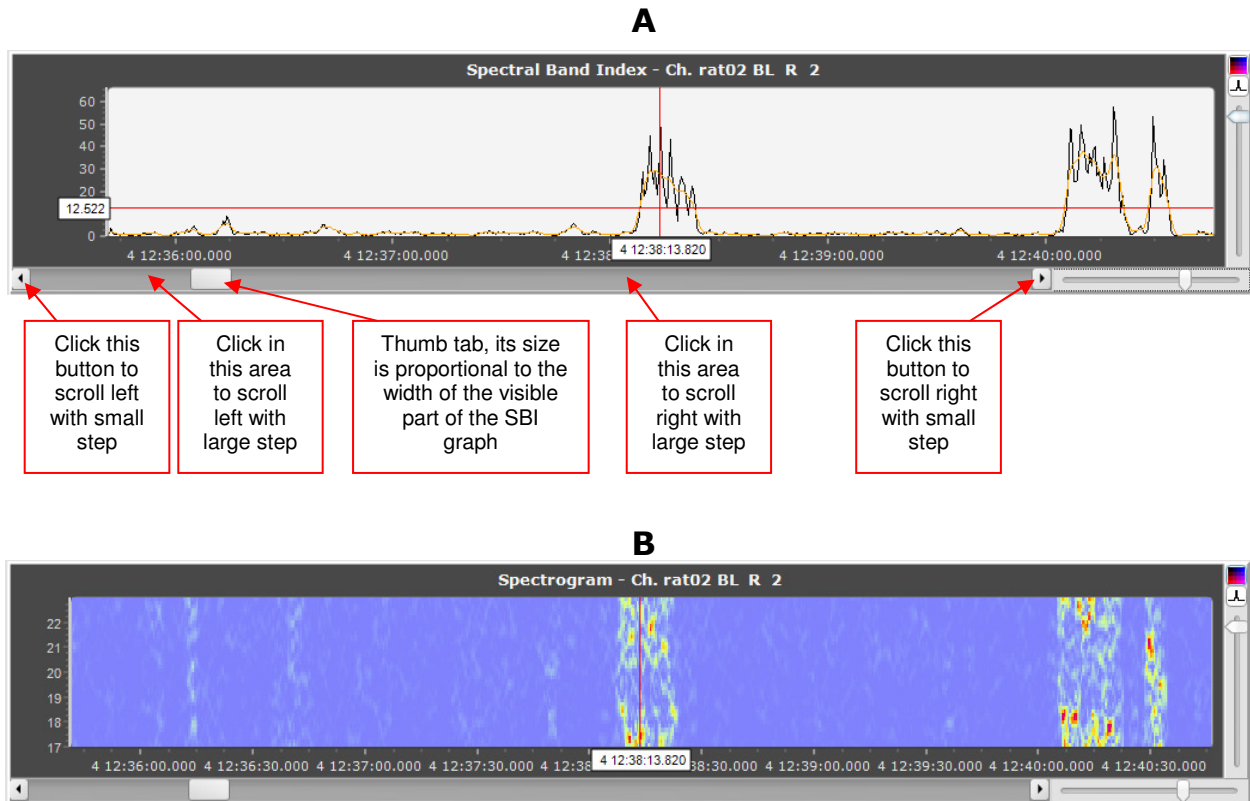 A
Spectral Band Index - Ch. rat02 BL R 2
60
50
40
30
20
12.522
0
4 12:36:00.000 4 12:37:00.000 4 12:38 4 12:38:13.820 4 12:39:00.000 4 12:40:00.000
Click this
button to
scroll left
with small
step
Click in
this area
to scroll
left with
large step
Thumb tab, its size
is proportional to the
width of the visible
part of the SBI
graph
Click in
this area
to scroll
right with
large step
Click this
button to
scroll right
with small
step
B
Spectrogram - Ch. rat02 BL R 2
22
21
20
19
18
17
4 12:36:00.000 4 12:36:30.000 4 12:37:00.000 4 12:37:30.000 4 12:38 4 12:38:13.820 38:30.000 4 12:39:00.000 4 12:39:30.000 4 12:40:00.000 4 12:40:30.000